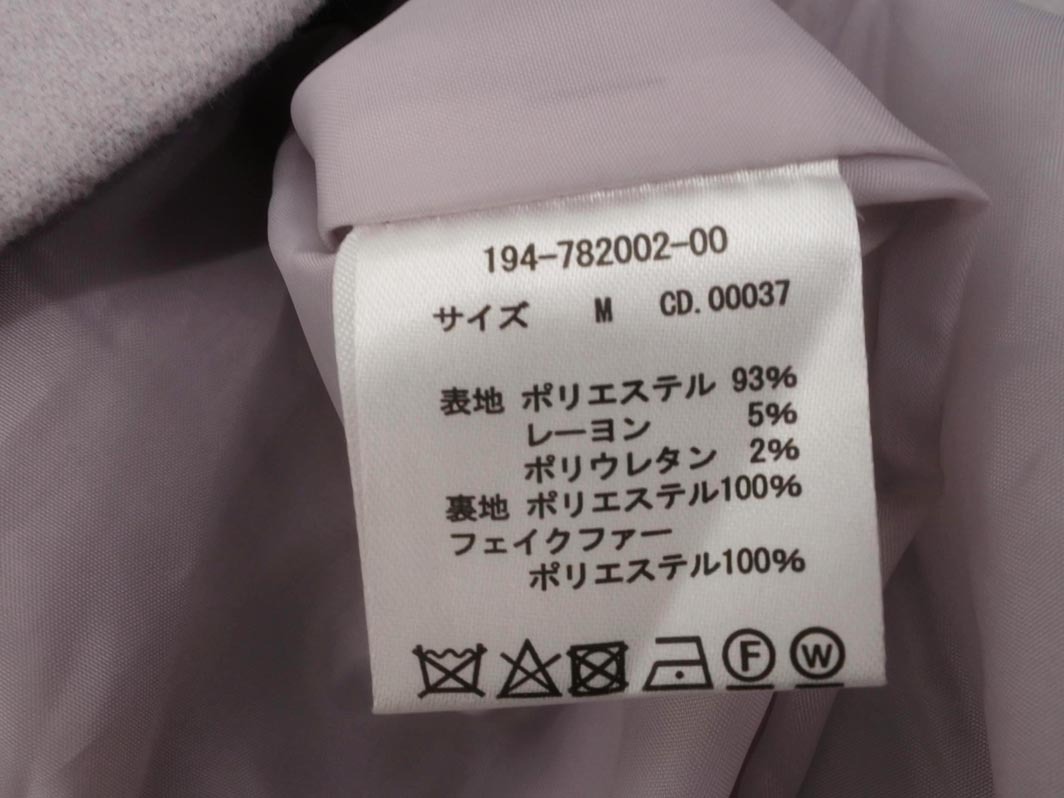 194-782002-00
サイズ M CD.00037
表地 ポリエステル 93%
レーヨン 5%
ポリウレタン 2%
裏地 ポリエステル100%
フェイクファー
ポリエステル100%
F W